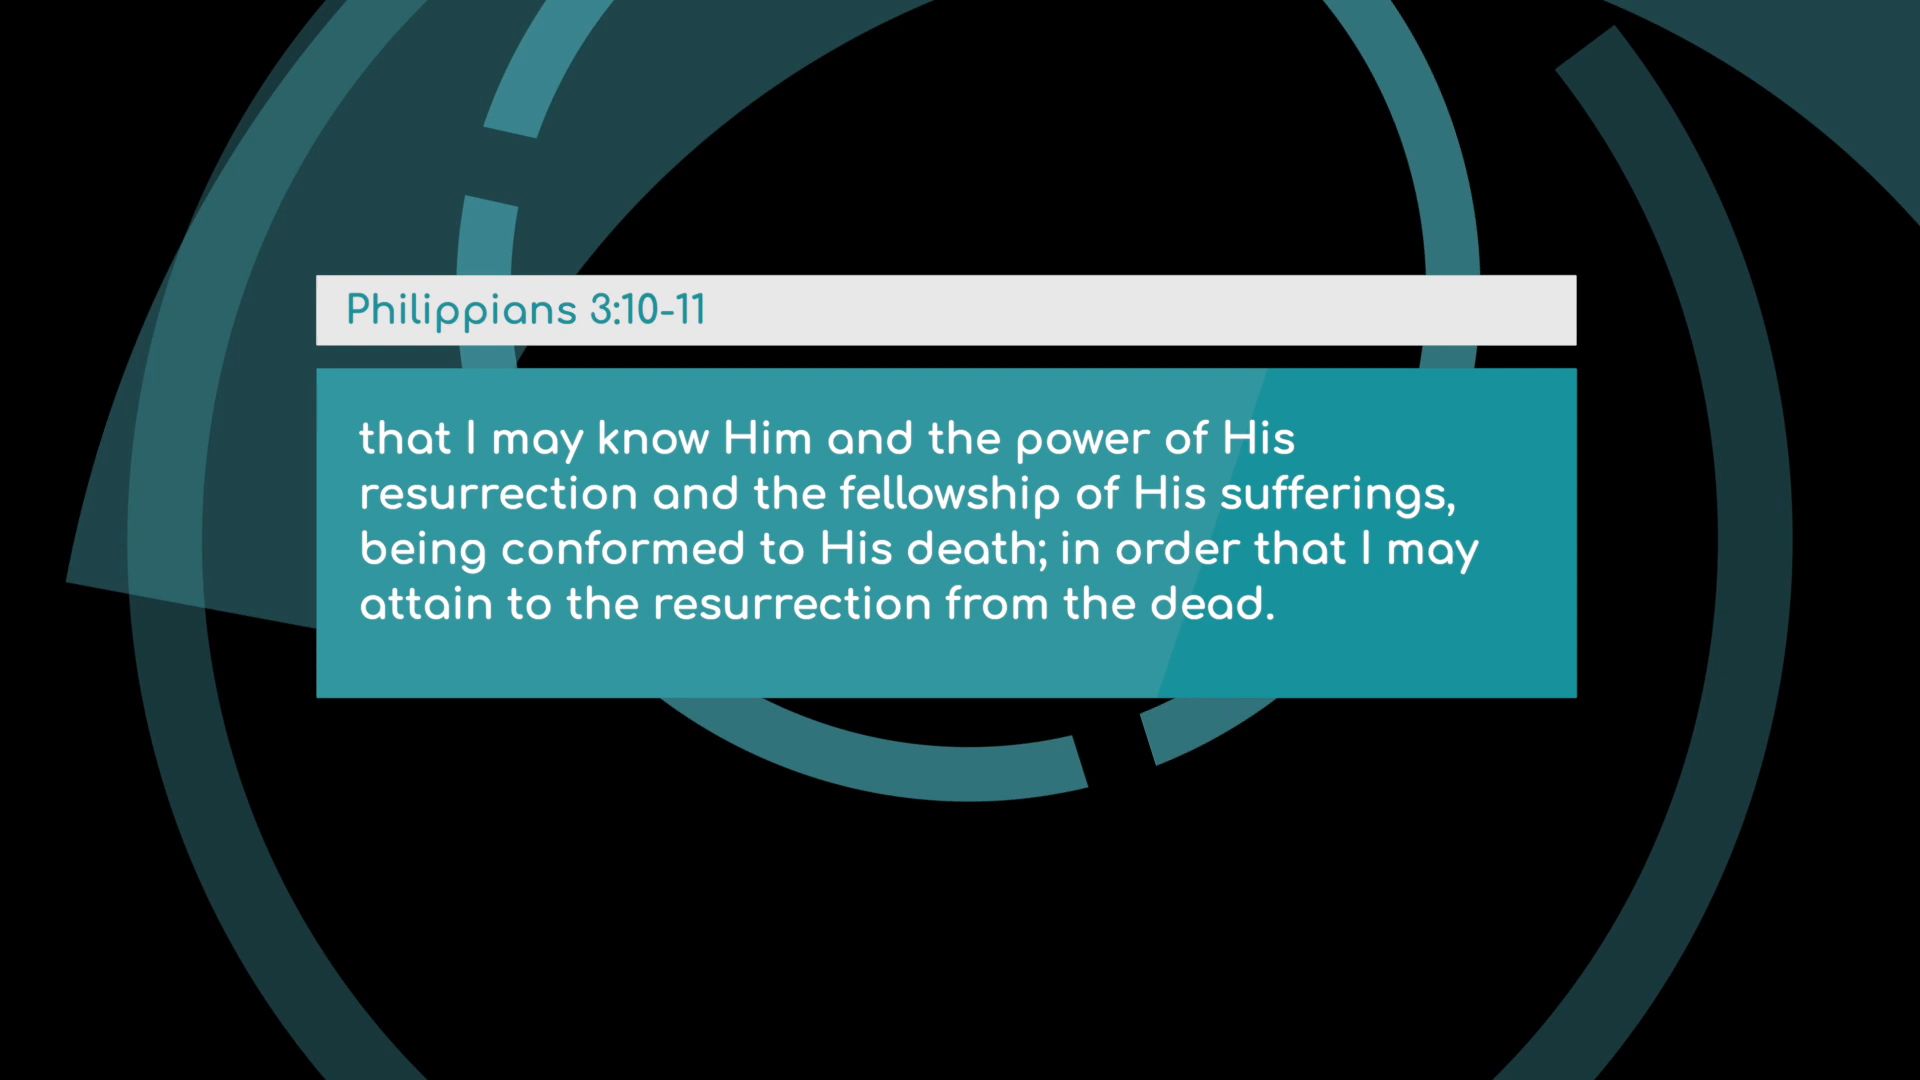 Philippians 3:10-11
that I may know Him and the power of His
resurrection and the fellowship of His sufferings,
being conformed to His death; in order that I may
attain to the resurrection from the dead.